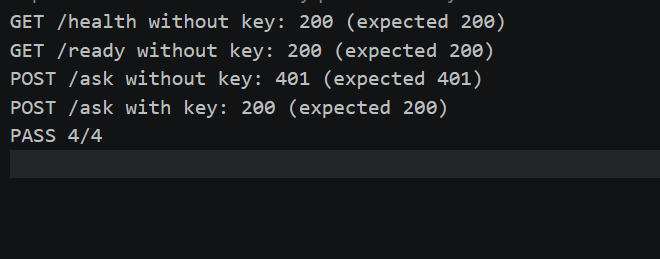 GET /health without key: 200 (expected 200)
GET /ready without key: 200 (expected 200)
POST /ask without key: 401 (expected 401)
POST /ask with key: 200 (expected 200)
PASS 4/4